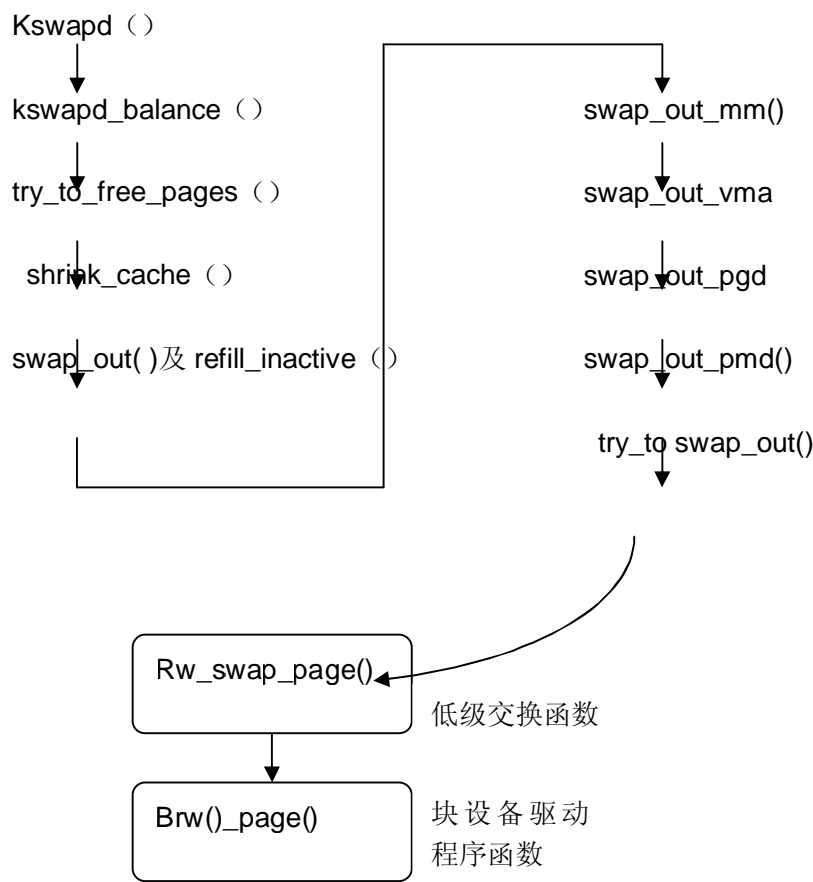 Kswapd（）
kswapd_balance（）
try_to_free_pages（）
shrink_cache（）
swap_out( )及 refill_inactive（）
swap_out_mm()
swap_out_vma
swap_out_pgd
swap_out_pmd()
try_to swap_out()
Rw_swap_page()
低级交换函数
Brw()_page()
块设备驱动
程序函数